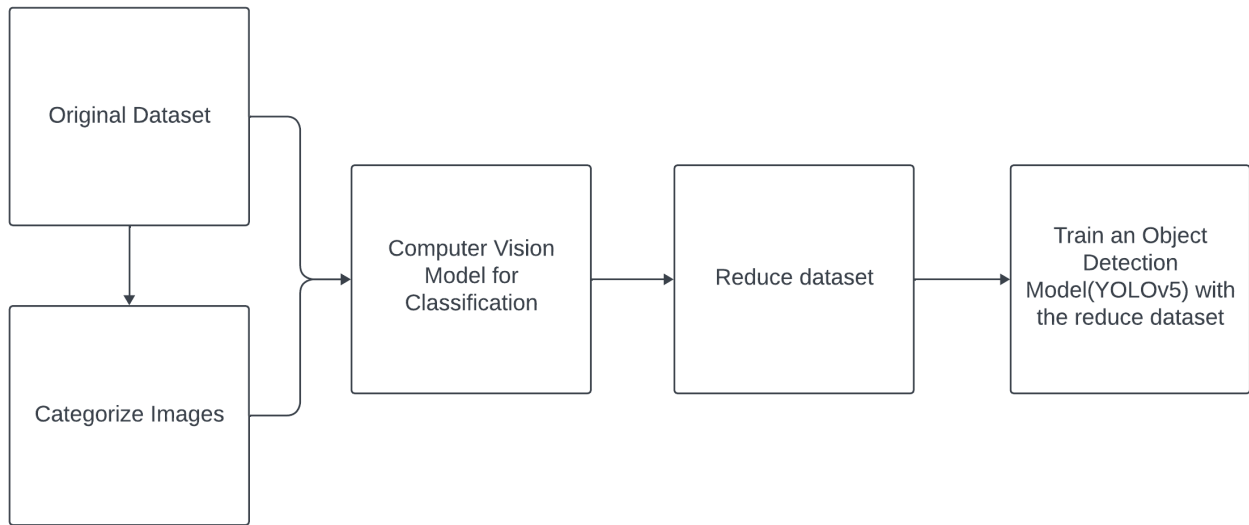 Original Dataset
Categorize Images
Computer Vision
Model for
Classification
Reduce dataset
Train an Object
Detection
Model(YOLOv5) with
the reduce dataset